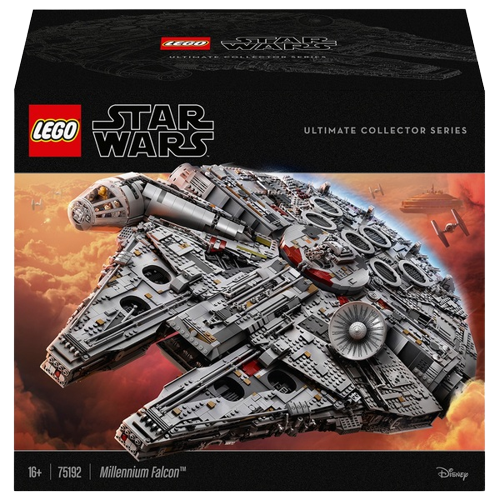 LEGO STAR WARS
ULTIMATE COLLECTOR SERIES
LEGO STAR WARS ULTIMATE COLLECTOR SERIES
16+ 75192 Millennium Falcon™ Disney